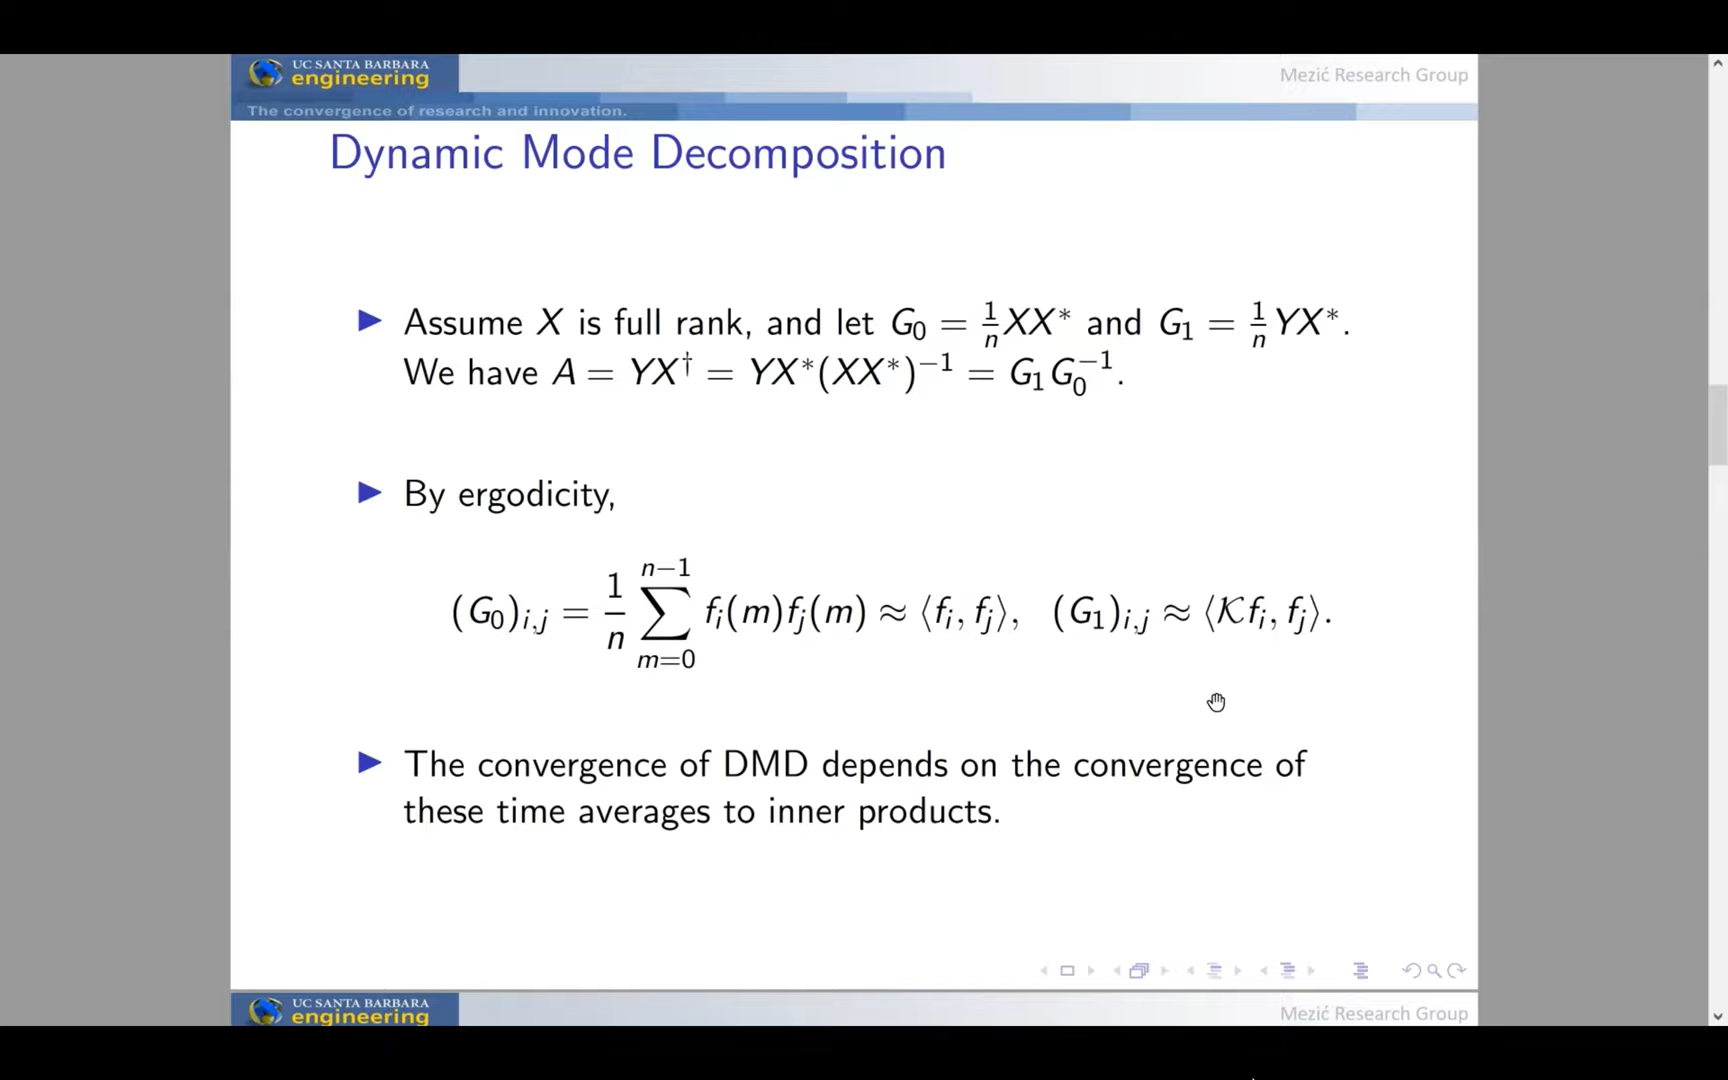 UC SANTA BARBARA
engineering
Mezić Research Group
The convergence of research and innovation.
Dynamic Mode Decomposition
▶ Assume X is full rank, and let G₀ = 1/n XX* and G₁ = 1/n YX*.
We have A = YX† = YX*(XX*)⁻¹ = G₁G₀⁻¹.
▶ By ergodicity,
(G₀)ᵢ,ⱼ = 1/n ∑_{m=0}^{n−1} fᵢ(m)fⱼ(m) ≈ ⟨fᵢ, fⱼ⟩, (G₁)ᵢ,ⱼ ≈ ⟨𝒦fᵢ, fⱼ⟩.
▶ The convergence of DMD depends on the convergence of
these time averages to inner products.
UC SANTA BARBARA
engineering
Mezić Research Group